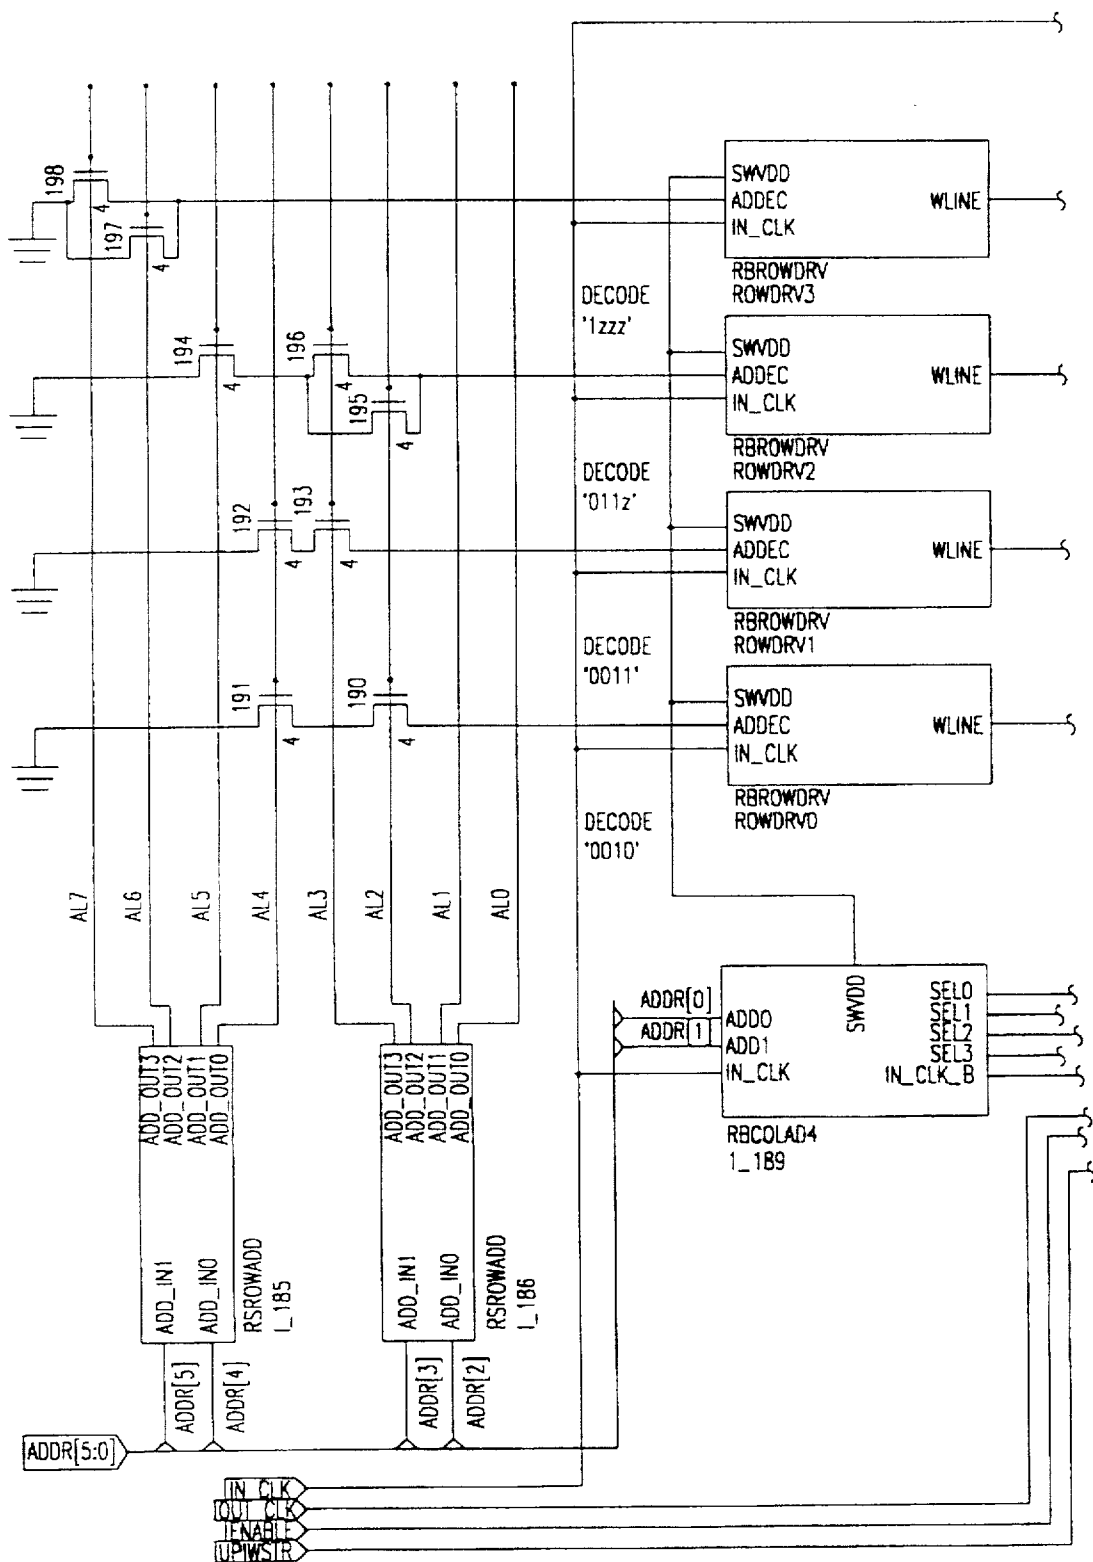 198
4
197
4
SWVDD
ADDEC
IN_CLK
WLINE
RBROWDRV
ROWDRV3
DECODE
'1zzz'
194
4
196
4
195
4
SWVDD
ADDEC
IN_CLK
WLINE
RBROWDRV
ROWDRV2
DECODE
'011z'
192
4
193
4
SWVDD
ADDEC
IN_CLK
WLINE
RBROWDRV
ROWDRV1
DECODE
'0011'
191
4
190
4
SWVDD
ADDEC
IN_CLK
WLINE
RBROWDRV
ROWDRV0
DECODE
'0010'
AL7
AL6
AL5
AL4
AL3
AL2
AL1
AL0
ADDR[0]
ADDR[1]
ADD0
ADD1
IN_CLK
SWVDD
SEL0
SEL1
SEL2
SEL3
IN_CLK_B
RBCOLAD4
1_189
ADD_OUT3
ADD_OUT2
ADD_OUT1
ADD_OUT0
ADD_IN1
ADD_IN0
RSROWADD
I_185
ADD_OUT3
ADD_OUT2
ADD_OUT1
ADD_OUT0
ADD_IN1
ADD_IN0
RSROWADD
I_186
ADDR[5]
ADDR[4]
ADDR[3]
ADDR[2]
ADDR[5:0]
IN CLK
OUT CLK
ENABLE
UPIWSTR